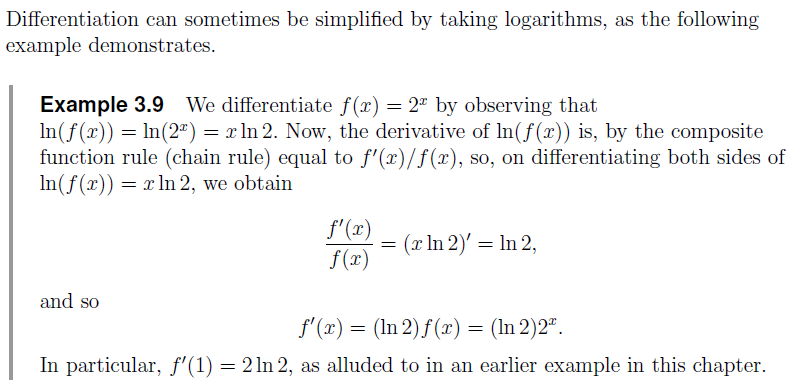 Differentiation can sometimes be simplified by taking logarithms, as the following
example demonstrates.
Example 3.9 We differentiate f(x) = 2^x by observing that
ln(f(x)) = ln(2^x) = x ln 2. Now, the derivative of ln(f(x)) is, by the composite
function rule (chain rule) equal to f′(x)/f(x), so, on differentiating both sides of
ln(f(x)) = x ln 2, we obtain
f′(x)/f(x) = (x ln 2)′ = ln 2,
and so
f′(x) = (ln 2)f(x) = (ln 2)2^x.
In particular, f′(1) = 2 ln 2, as alluded to in an earlier example in this chapter.